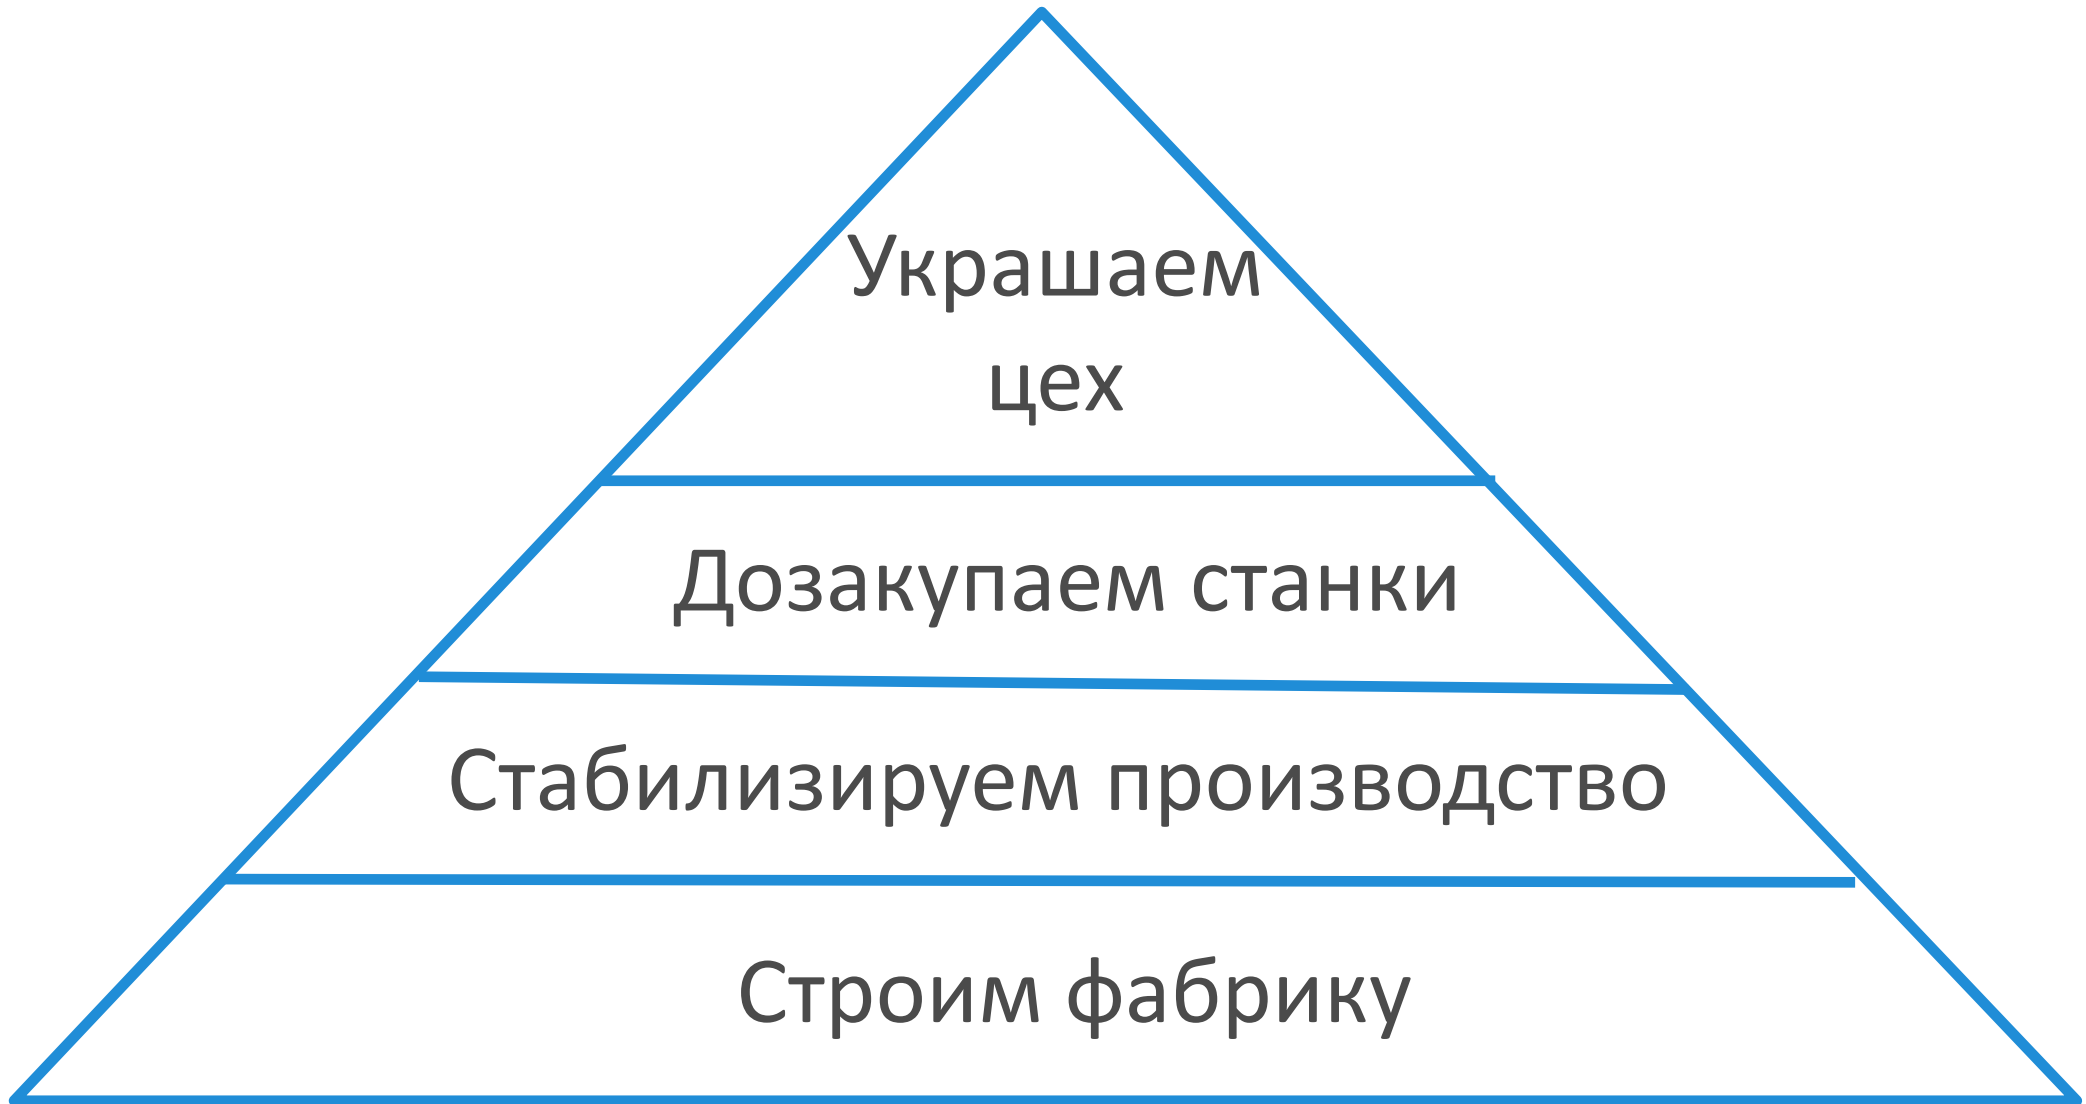 Украшаем
цех
Дозакупаем станки
Стабилизируем производство
Строим фабрику